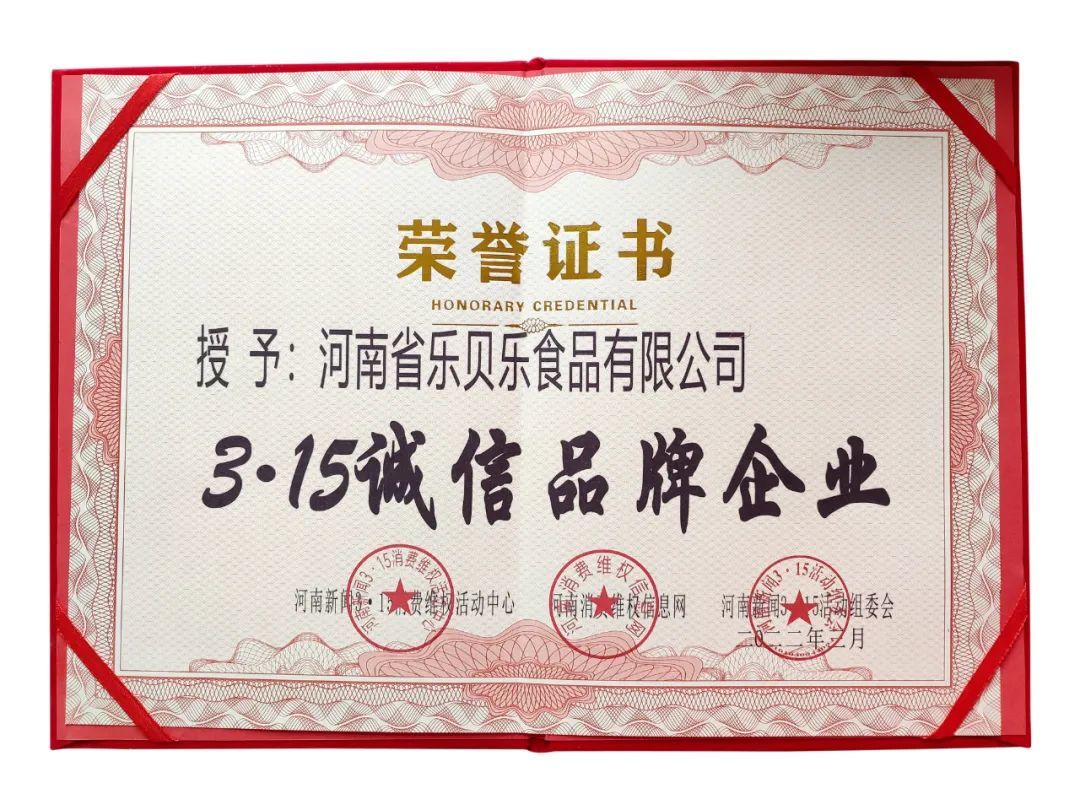 荣誉证书
HONORARY CREDENTIAL
授 予：河南省乐贝乐食品有限公司
3·15诚信品牌企业
河南新闻3·15消费维权活动中心
河南消费维权信息网
河南新闻3·15活动组委会
二〇二二年三月